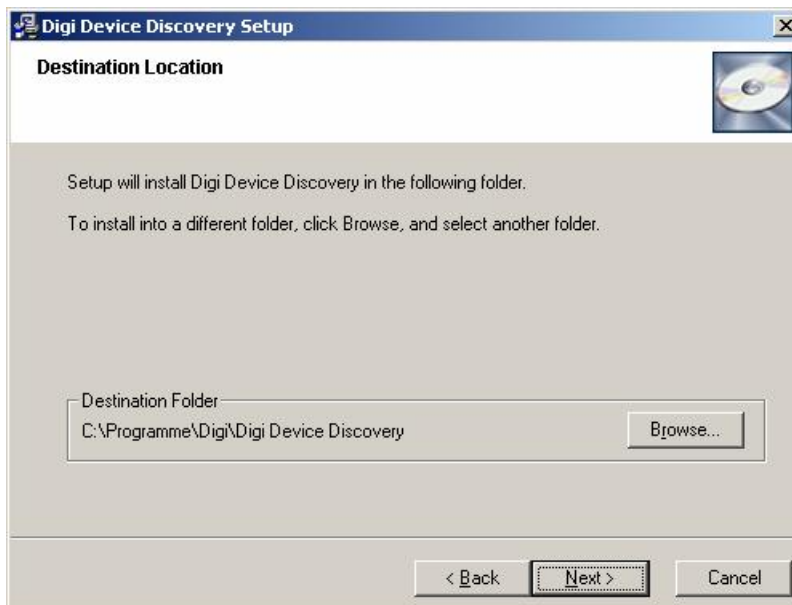 Digi Device Discovery Setup
Destination Location
Setup will install Digi Device Discovery in the following folder.
To install into a different folder, click Browse, and select another folder.
Destination Folder
C:\Programme\Digi\Digi Device Discovery
Browse...
< Back
Next >
Cancel